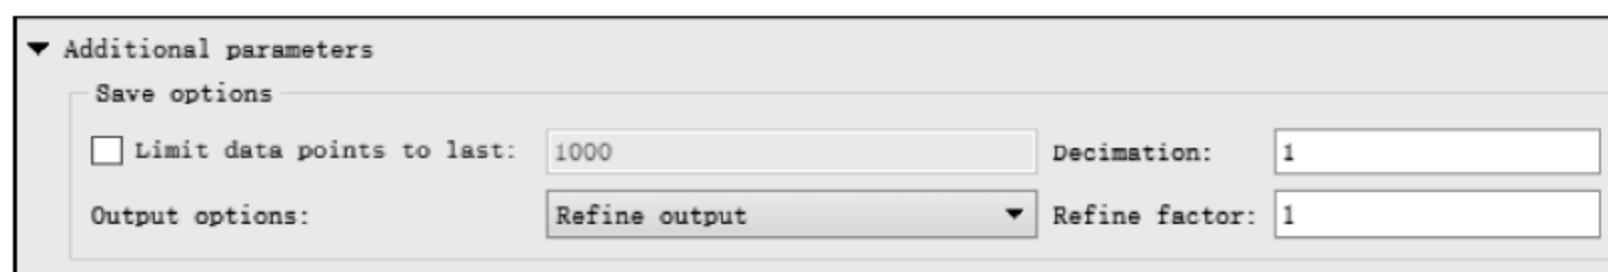 Additional parameters
Save options
Limit data points to last: 1000 Decimation: 1
Output options: Refine output Refine factor: 1